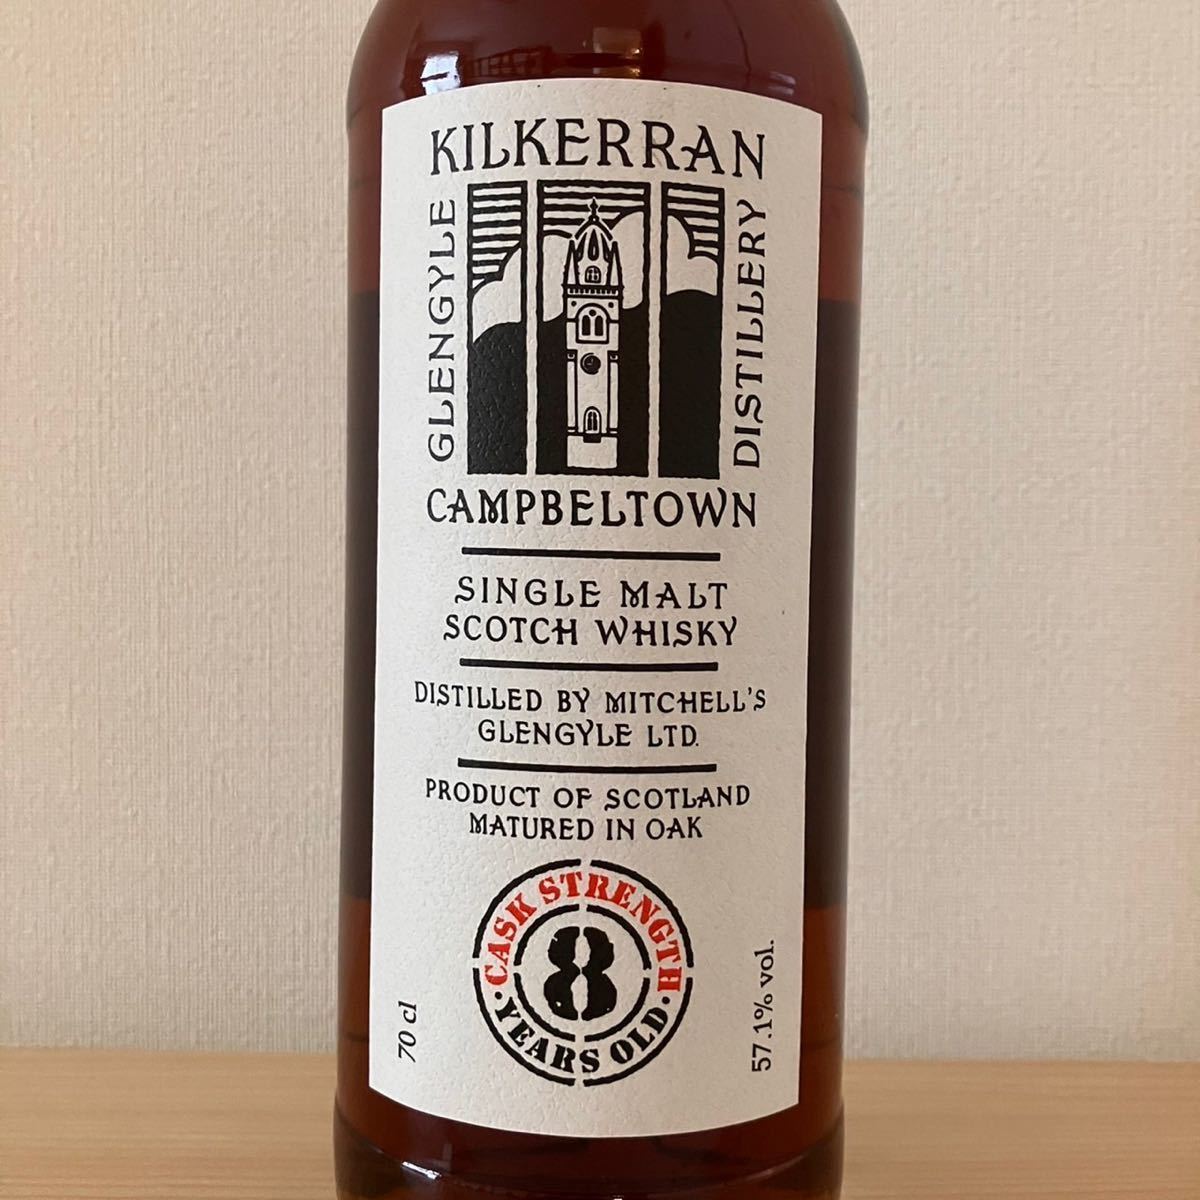 KILKERRAN
GLENGYLE
DISTILLERY
CAMPBELTOWN
SINGLE MALT
SCOTCH WHISKY
DISTILLED BY MITCHELL'S
GLENGYLE LTD.
PRODUCT OF SCOTLAND
MATURED IN OAK
CASK STRENGTH
8
· YEARS OLD ·
70 cl
57.1% vol.